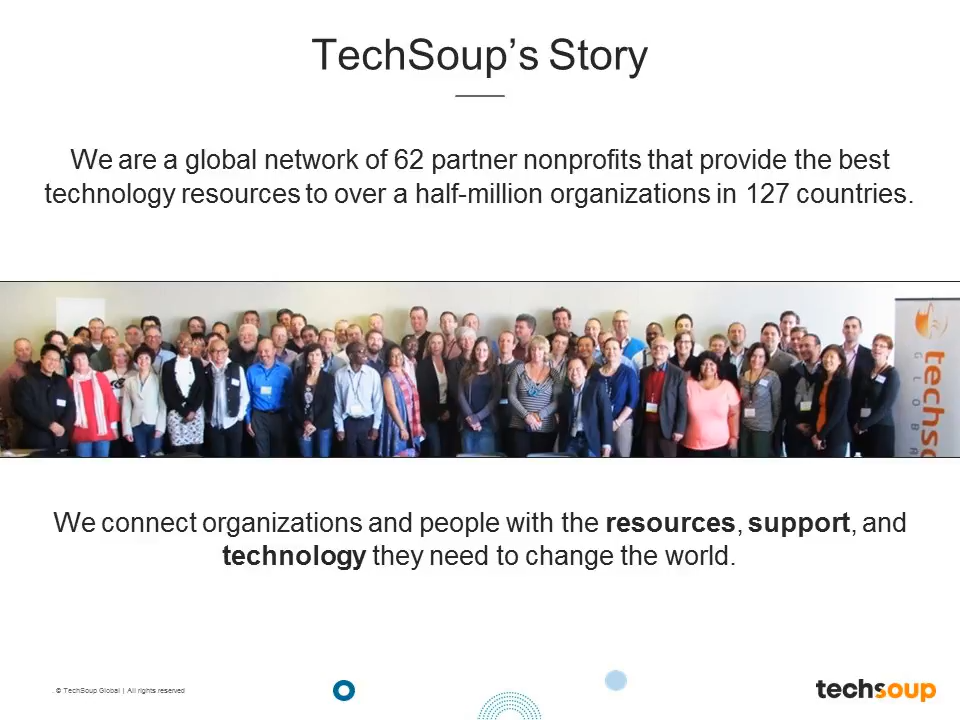 TechSoup’s Story
We are a global network of 62 partner nonprofits that provide the best
technology resources to over a half-million organizations in 127 countries.
techso
GLOBA
We connect organizations and people with the resources, support, and
technology they need to change the world.
. © TechSoup Global | All rights reserved
techsoup